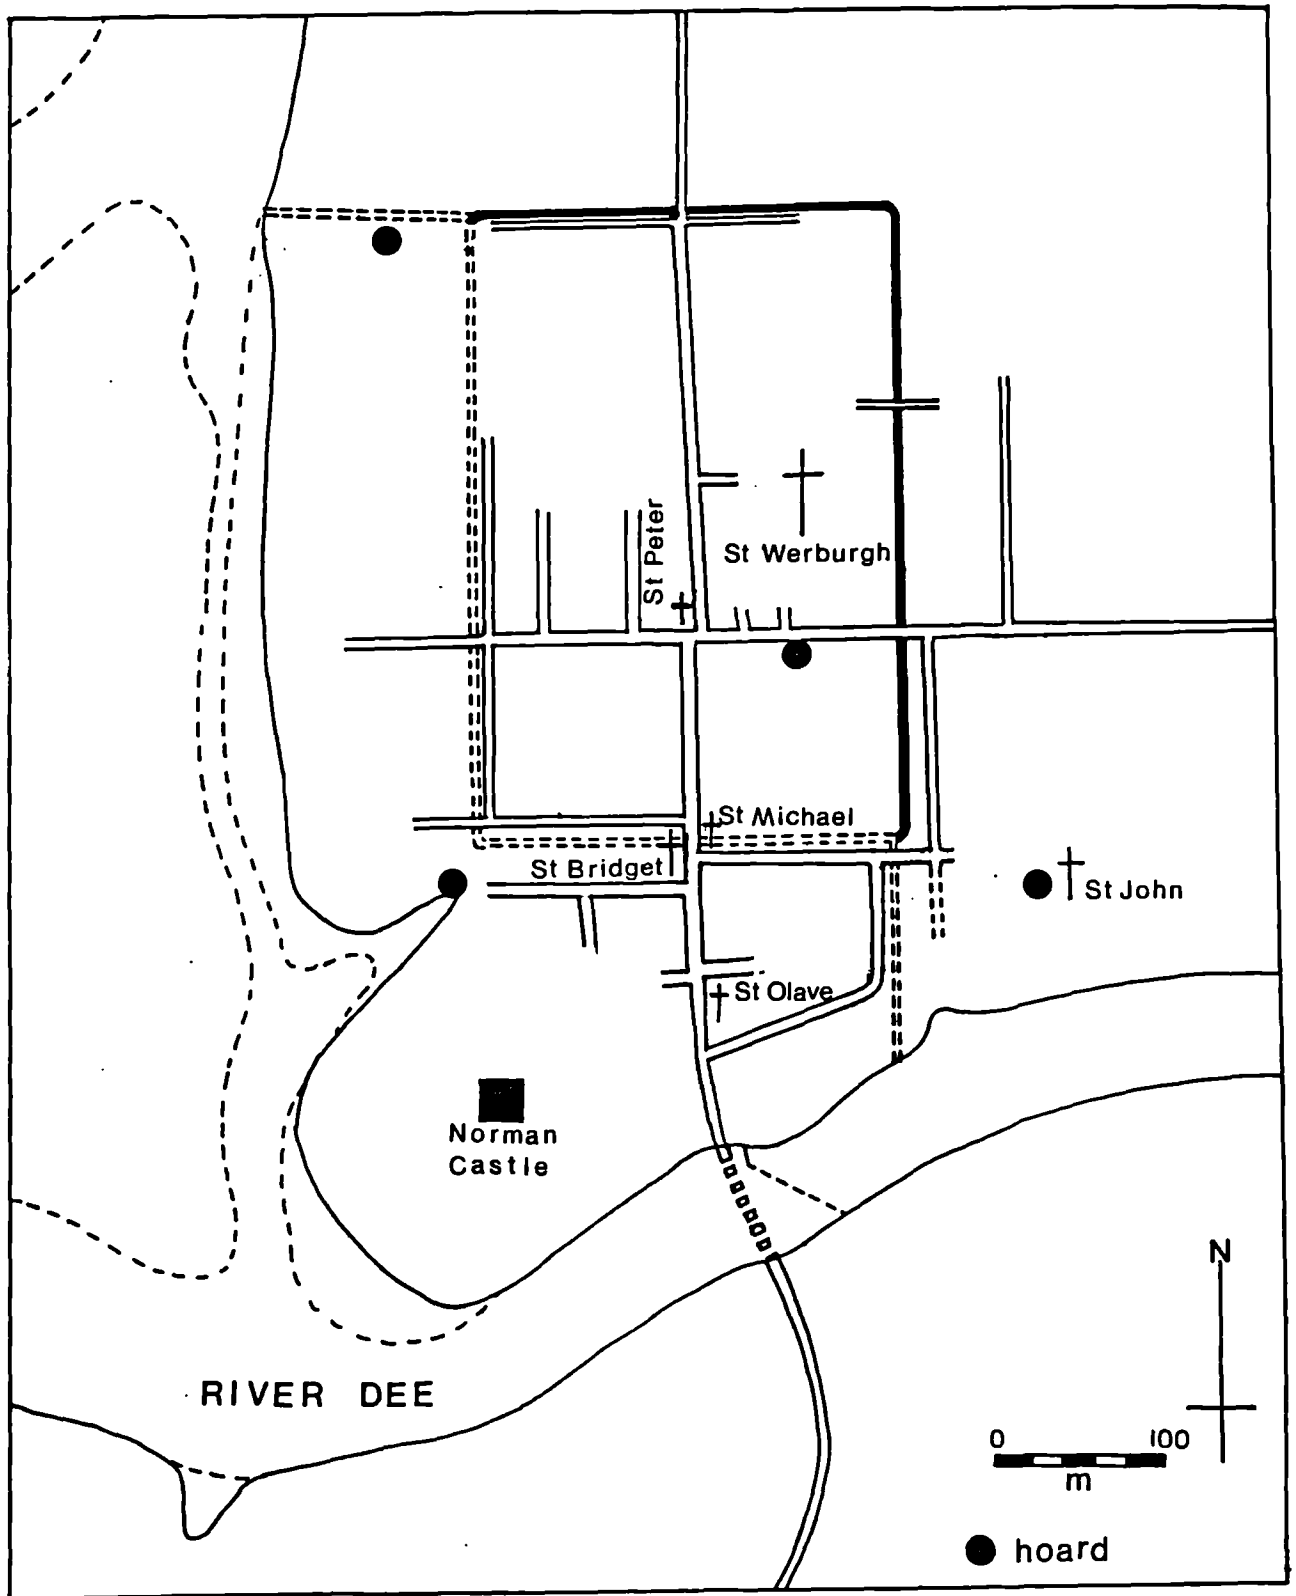 St Peter
St Werburgh
St Michael
St Bridget
St John
St Olave
Norman
Castle
N
RIVER DEE
0 100
m
hoard